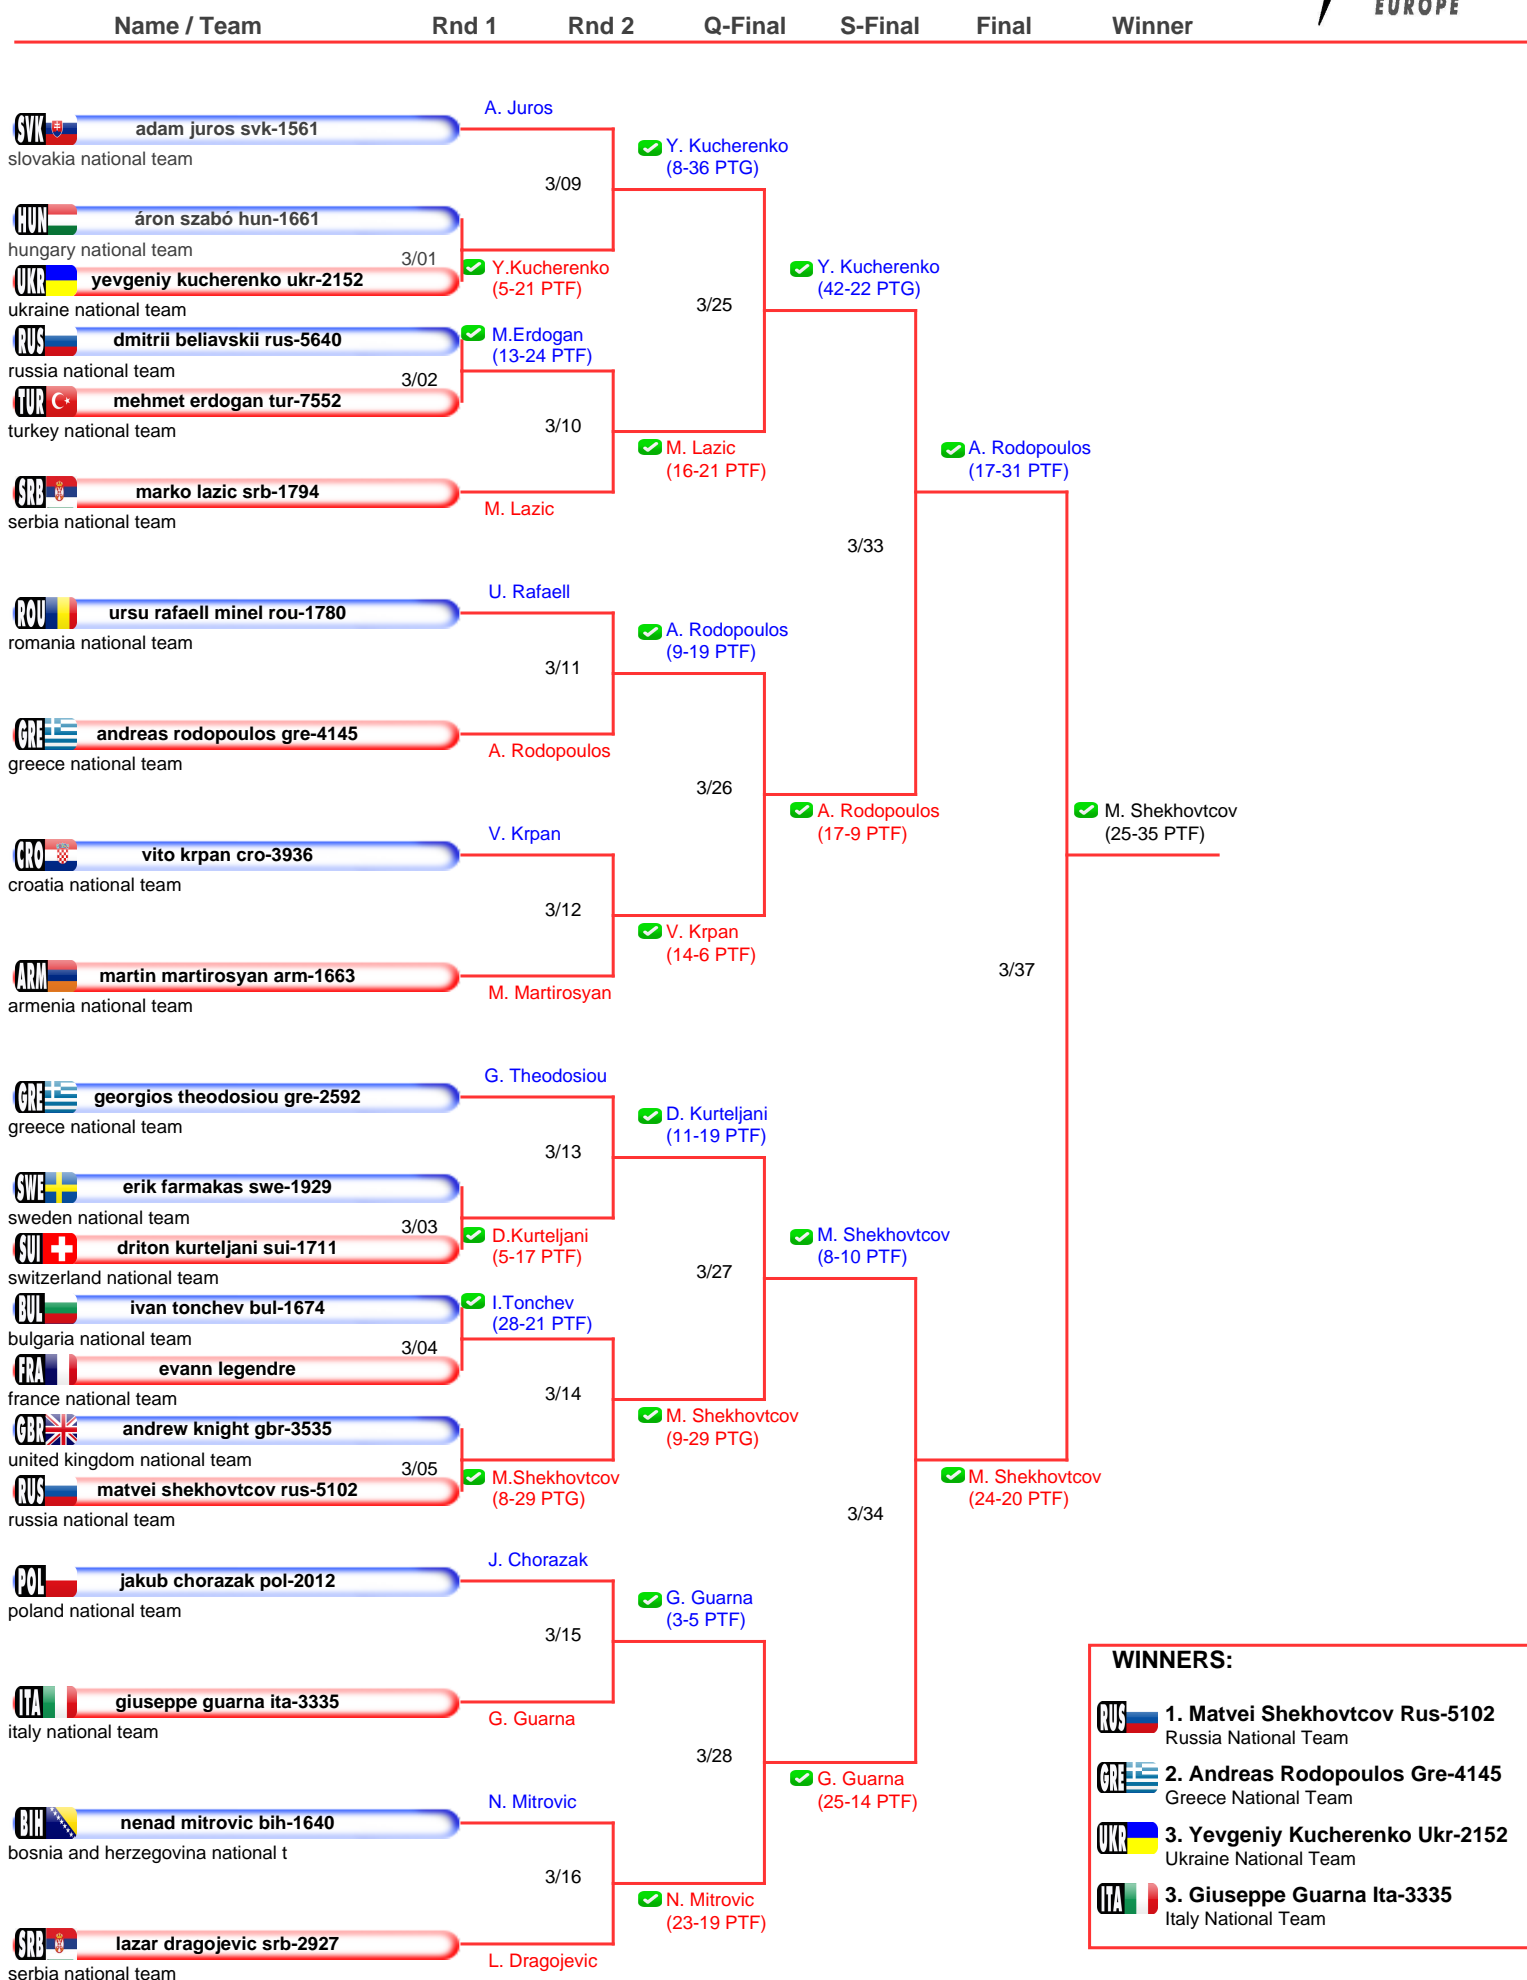 EUROPE
Name / Team Rnd 1 Rnd 2 Q-Final S-Final Final Winner
A. Juros
SVK adam juros svk-1561
slovakia national team
Y. Kucherenko
(8-36 PTG)
3/09
HUN áron szabó hun-1661
hungary national team
3/01
Y.Kucherenko
(5-21 PTF)
UKR yevgeniy kucherenko ukr-2152
ukraine national team
Y. Kucherenko
(42-22 PTG)
3/25
RUS dmitrii beliavskii rus-5640
russia national team
M.Erdogan
(13-24 PTF)
3/02
TUR mehmet erdogan tur-7552
turkey national team
3/10
M. Lazic
(16-21 PTF)
A. Rodopoulos
(17-31 PTF)
SRB marko lazic srb-1794
serbia national team
M. Lazic
3/33
U. Rafaell
ROU ursu rafaell minel rou-1780
romania national team
A. Rodopoulos
(9-19 PTF)
3/11
GRE andreas rodopoulos gre-4145
greece national team
A. Rodopoulos
3/26
A. Rodopoulos
(17-9 PTF)
M. Shekhovtcov
(25-35 PTF)
V. Krpan
CRO vito krpan cro-3936
croatia national team
3/12
V. Krpan
(14-6 PTF)
ARM martin martirosyan arm-1663
armenia national team
M. Martirosyan
3/37
G. Theodosiou
GRE georgios theodosiou gre-2592
greece national team
D. Kurteljani
(11-19 PTF)
3/13
SWE erik farmakas swe-1929
sweden national team
3/03
D.Kurteljani
(5-17 PTF)
SUI driton kurteljani sui-1711
switzerland national team
M. Shekhovtcov
(8-10 PTF)
3/27
BUL ivan tonchev bul-1674
bulgaria national team
I.Tonchev
(28-21 PTF)
3/04
FRA evann legendre
france national team
3/14
M. Shekhovtcov
(9-29 PTG)
GBR andrew knight gbr-3535
united kingdom national team
3/05
M.Shekhovtcov
(8-29 PTG)
RUS matvei shekhovtcov rus-5102
russia national team
M. Shekhovtcov
(24-20 PTF)
3/34
J. Chorazak
POL jakub chorazak pol-2012
poland national team
G. Guarna
(3-5 PTF)
3/15
ITA giuseppe guarna ita-3335
italy national team
G. Guarna
3/28
G. Guarna
(25-14 PTF)
N. Mitrovic
BIH nenad mitrovic bih-1640
bosnia and herzegovina national t
3/16
N. Mitrovic
(23-19 PTF)
SRB lazar dragojevic srb-2927
serbia national team
L. Dragojevic
WINNERS:
RUS 1. Matvei Shekhovtcov Rus-5102
Russia National Team
GRE 2. Andreas Rodopoulos Gre-4145
Greece National Team
UKR 3. Yevgeniy Kucherenko Ukr-2152
Ukraine National Team
ITA 3. Giuseppe Guarna Ita-3335
Italy National Team